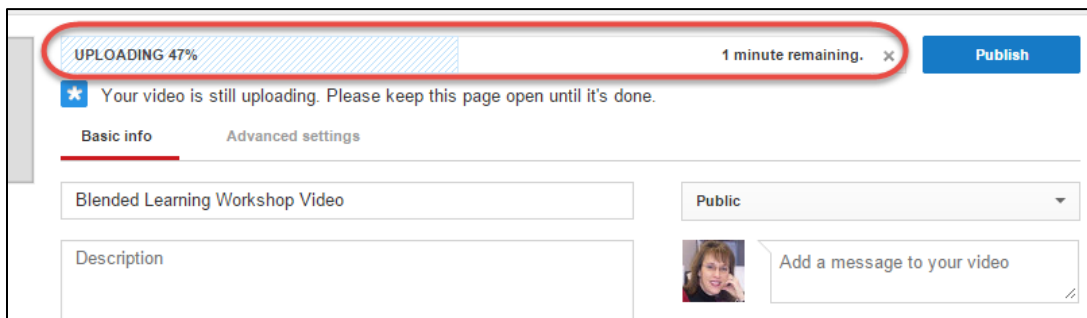 UPLOADING 47% 1 minute remaining. × Publish
Your video is still uploading. Please keep this page open until it's done.
Basic info Advanced settings
Blended Learning Workshop Video Public
Description Add a message to your video